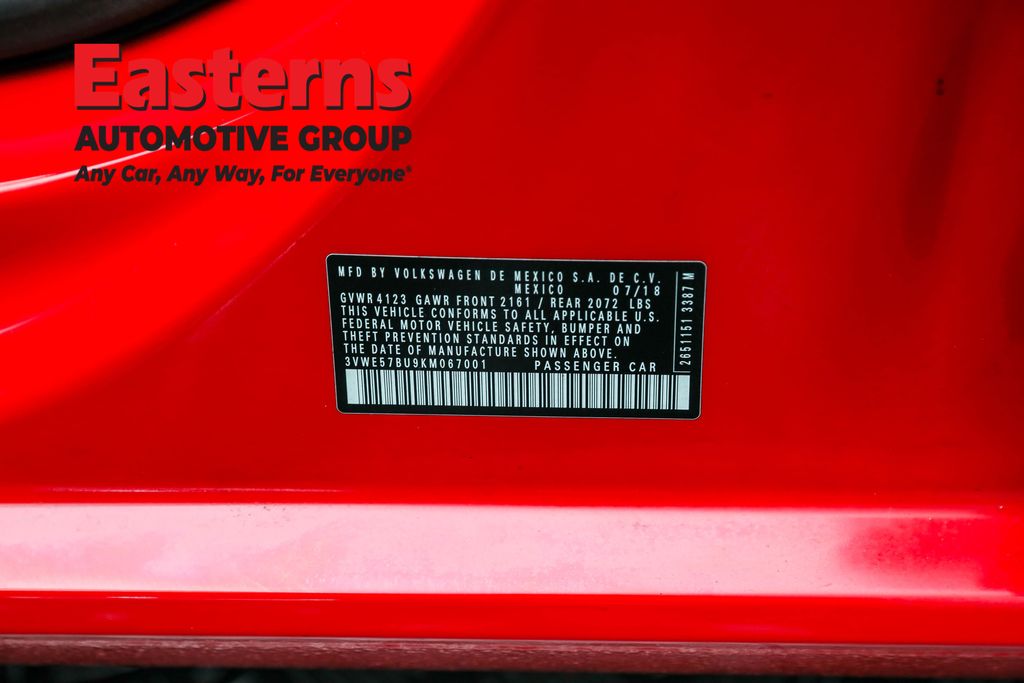 Easterns
AUTOMOTIVE GROUP
Any Car, Any Way, For Everyone®
MFD BY VOLKSWAGEN DE MEXICO S.A. DE C.V.
MEXICO 07/18
GVWR 4123 GAWR FRONT 2161 / REAR 2072 LBS
THIS VEHICLE CONFORMS TO ALL APPLICABLE U.S.
FEDERAL MOTOR VEHICLE SAFETY, BUMPER AND
THEFT PREVENTION STANDARDS IN EFFECT ON
THE DATE OF MANUFACTURE SHOWN ABOVE.
3VWE57BU9KM067001 PASSENGER CAR
2651151 3387 M